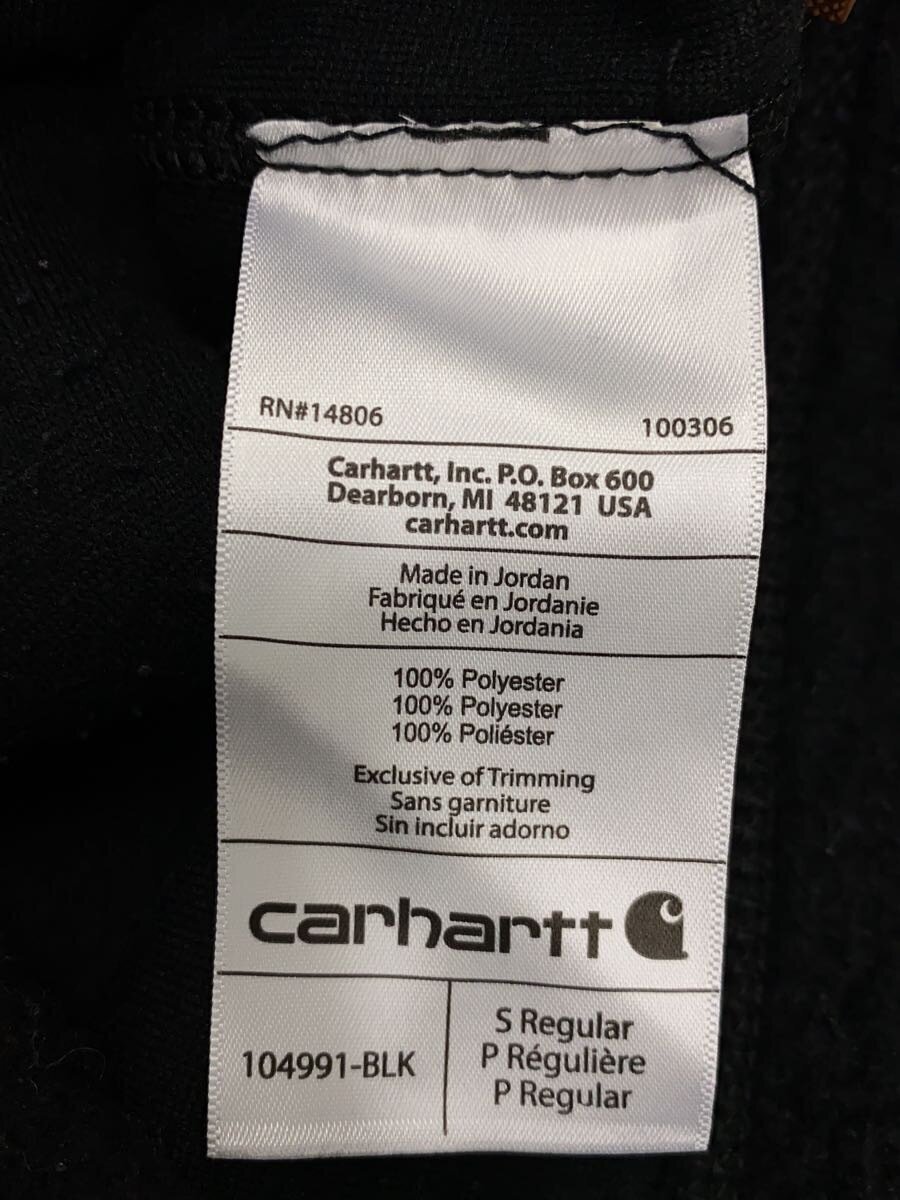 RN#14806 100306
Carhartt, Inc. P.O. Box 600
Dearborn, MI 48121 USA
carhartt.com
Made in Jordan
Fabriqué en Jordanie
Hecho en Jordania
100% Polyester
100% Polyester
100% Poliéster
Exclusive of Trimming
Sans garniture
Sin incluir adorno
carhartt
104991-BLK
S Regular
P Régulière
P Regular